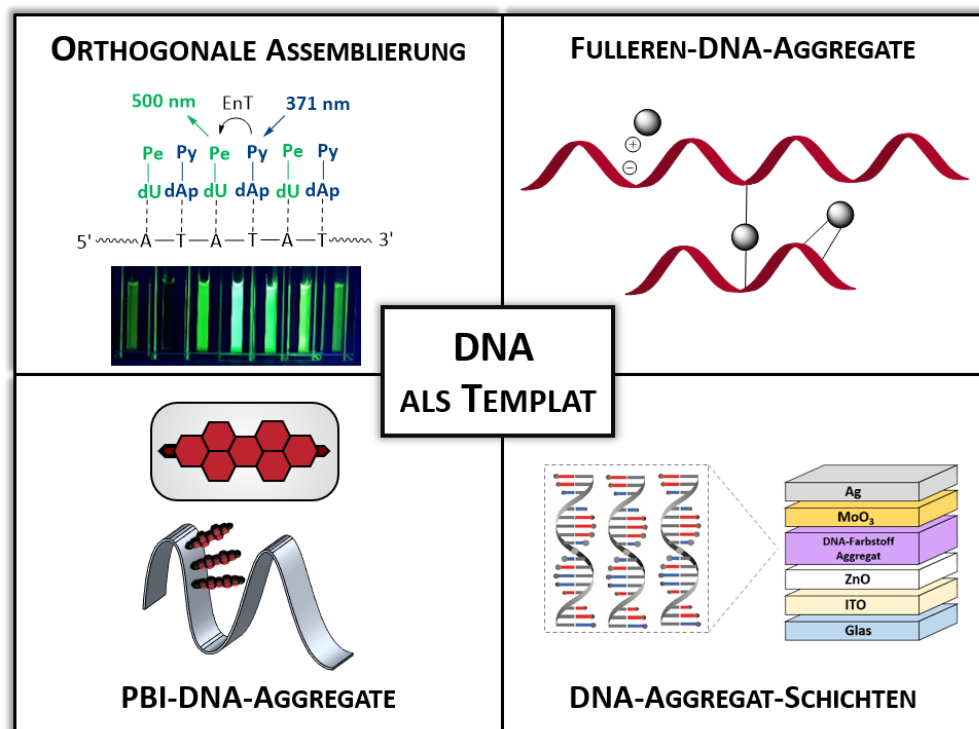 ORTHOGONALE ASSEMBLIERUNG
500 nm EnT 371 nm
Pe Py Pe Py Pe Py
dU dAp dU dAp dU dAp
5' A T A T A T 3'
FULLEREN-DNA-AGGREGATE
+
−
DNA
ALS TEMPLAT
PBI-DNA-AGGREGATE
Ag
MoO₃
DNA-Farbstoff
Aggregat
ZnO
ITO
Glas
DNA-AGGREGAT-SCHICHTEN